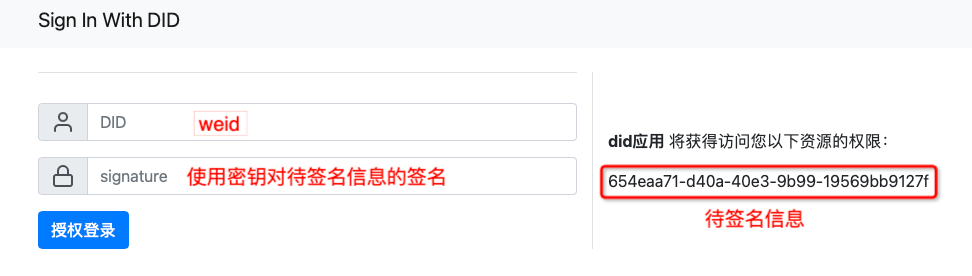 Sign In With DID
DID weid
signature 使用密钥对待签名信息的签名
授权登录
did应用 将获得访问您以下资源的权限：
654eaa71-d40a-40e3-9b99-19569bb9127f
待签名信息